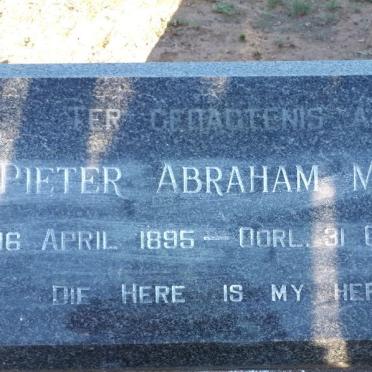 TER GEDAGTENIS A
PIETER ABRAHAM M
16 APRIL 1895 — OORL. 31
DIE HERE IS MY HER